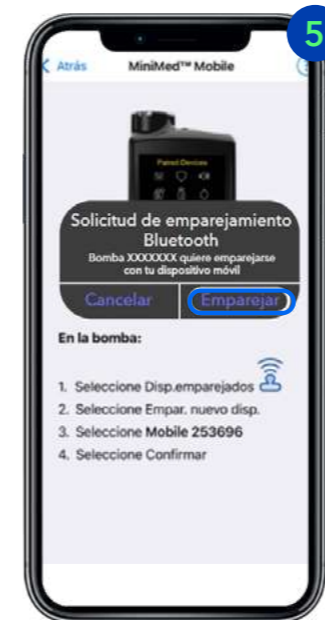 5
Atrás
MiniMed™ Mobile
Paired Devices
Solicitud de emparejamiento
Bluetooth
Bomba XXXXXXX quiere emparejarse
con tu dispositivo móvil
Cancelar
Emparejar
En la bomba:
1. Seleccione Disp.emparejados
2. Seleccione Empar. nuevo disp.
3. Seleccione Mobile 253696
4. Seleccione Confirmar